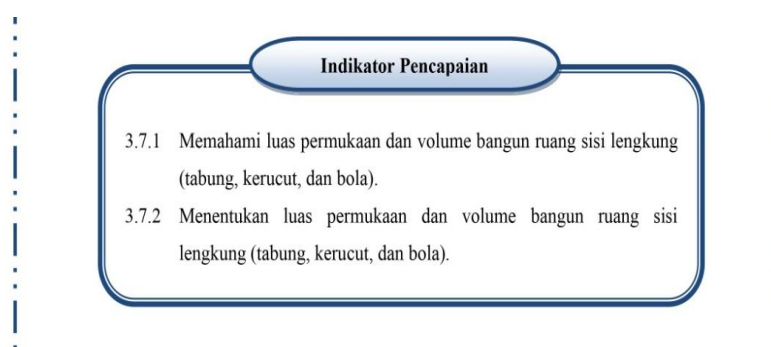 Indikator Pencapaian
3.7.1 Memahami luas permukaan dan volume bangun ruang sisi lengkung
(tabung, kerucut, dan bola).
3.7.2 Menentukan luas permukaan dan volume bangun ruang sisi
lengkung (tabung, kerucut, dan bola).